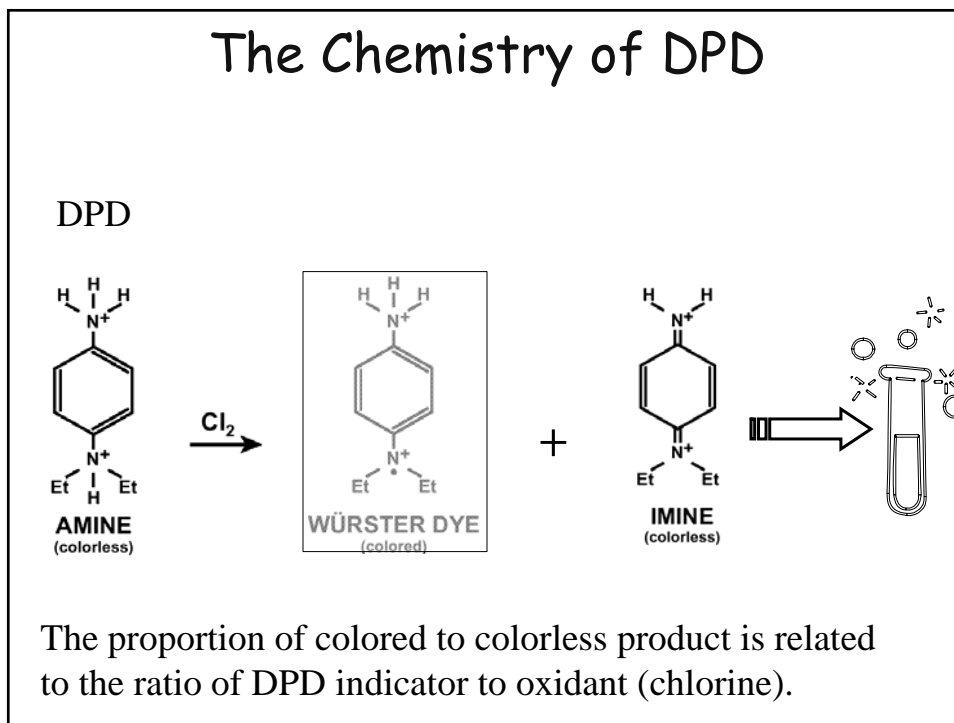 The Chemistry of DPD
DPD
H H H
N+
Cl2
N+
Et H Et
AMINE
(colorless)
H H H
N+
N+
•
Et Et
WÜRSTER DYE
(colored)
+
H H
N+
N+
Et Et
IMINE
(colorless)
The proportion of colored to colorless product is related
to the ratio of DPD indicator to oxidant (chlorine).